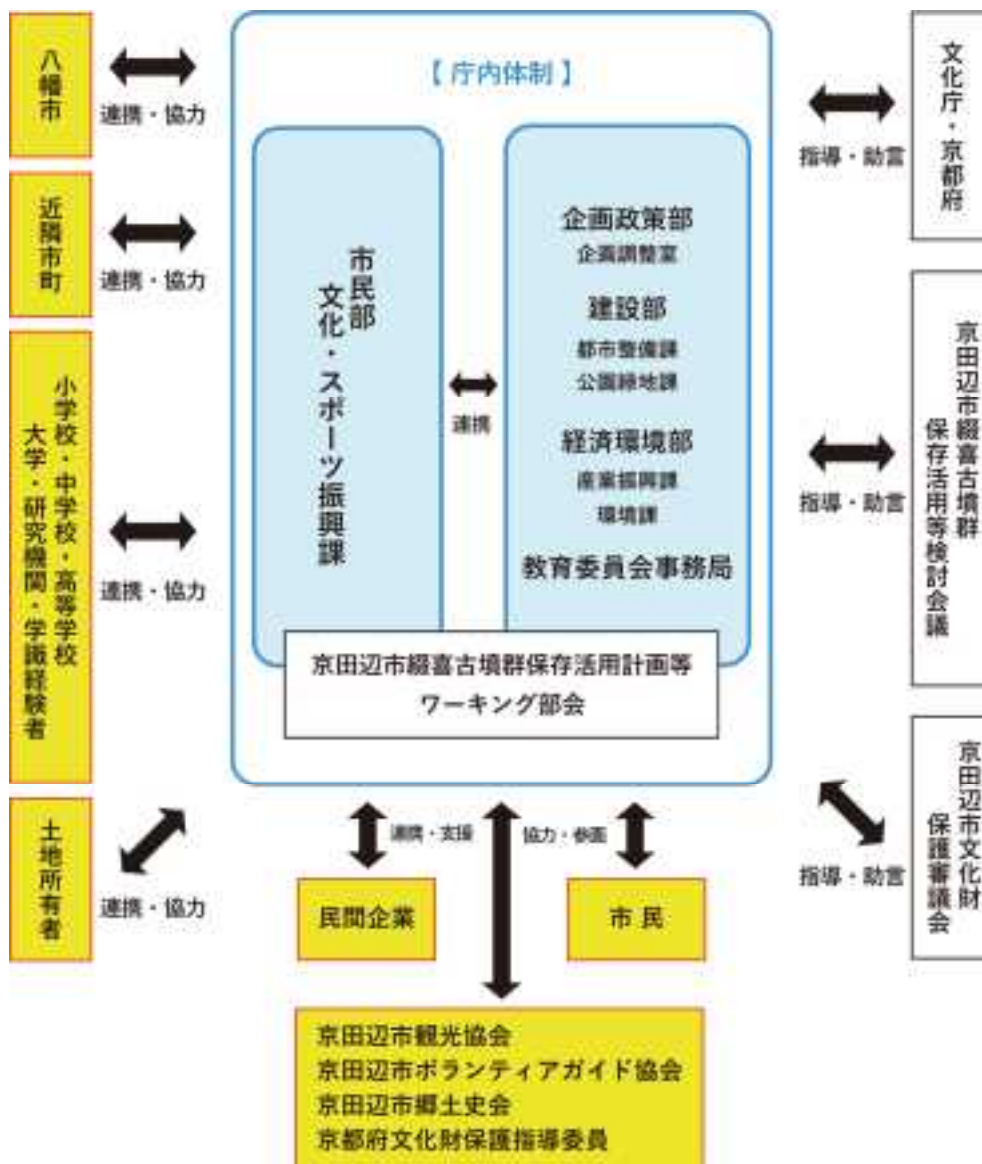 八幡市
連携・協力
近隣市町
連携・協力
小学校・中学校・高等学校
大学・研究機関・学識経験者
連携・協力
土地所有者
連携・協力
【庁内体制】
市民部
文化・スポーツ振興課
連携
企画政策部
企画調整室
建設部
都市整備課
公園緑地課
経済環境部
産業振興課
環境課
教育委員会事務局
京田辺市綴喜古墳群保存活用計画等
ワーキング部会
文化庁・京都府
指導・助言
京田辺市綴喜古墳群
保存活用等検討会議
指導・助言
京田辺市文化財
保護審議会
指導・助言
連携・支援
協力・参画
民間企業
市民
京田辺市観光協会
京田辺市ボランティアガイド協会
京田辺市郷土史会
京都府文化財保護指導委員